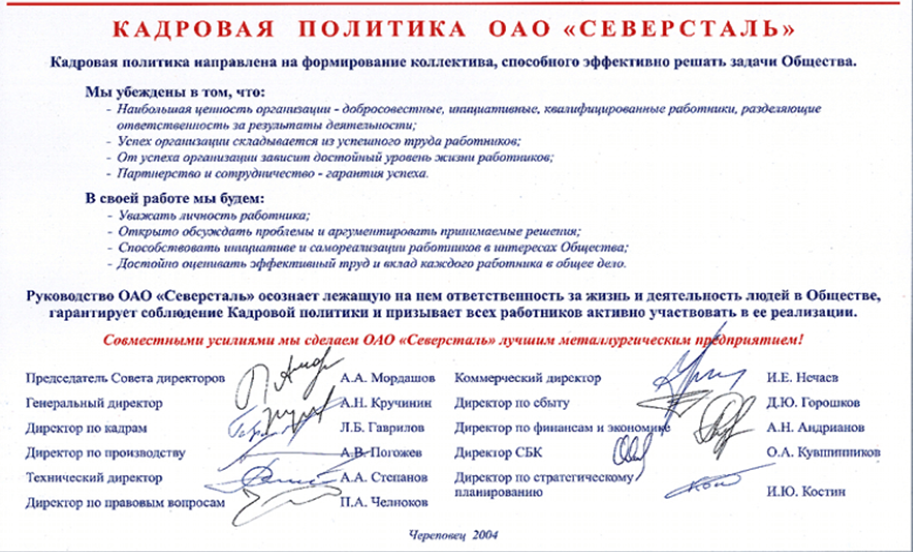 КАДРОВАЯ ПОЛИТИКА ОАО «СЕВЕРСТАЛЬ»
Кадровая политика направлена на формирование коллектива, способного эффективно решать задачи Общества.
Мы убеждены в том, что:
- Наибольшая ценность организации - добросовестные, инициативные, квалифицированные работники, разделяющие
ответственность за результаты деятельности;
- Успех организации складывается из успешного труда работников;
- От успеха организации зависит достойный уровень жизни работников;
- Партнерство и сотрудничество - гарантия успеха.
В своей работе мы будем:
- Уважать личность работника;
- Открыто обсуждать проблемы и аргументировать принимаемые решения;
- Способствовать инициативе и самореализации работников в интересах Общества;
- Достойно оценивать эффективный труд и вклад каждого работника в общее дело.
Руководство ОАО «Северсталь» осознает лежащую на нем ответственность за жизнь и деятельность людей в Обществе,
гарантирует соблюдение Кадровой политики и призывает всех работников активно участвовать в ее реализации.
Совместными усилиями мы сделаем ОАО «Северсталь» лучшим металлургическим предприятием!
Председатель Совета директоров А.А. Мордашов
Генеральный директор А.Н. Кручинин
Директор по кадрам Л.Б. Гаврилов
Директор по производству А.В. Погожев
Технический директор А.А. Степанов
Директор по правовым вопросам П.А. Челноков
Коммерческий директор И.Е. Нечаев
Директор по сбыту Д.Ю. Горошков
Директор по финансам и экономике А.Н. Андрианов
Директор СБК О.А. Кувшинников
Директор по стратегическому
планированию И.Ю. Костин
Череповец 2004